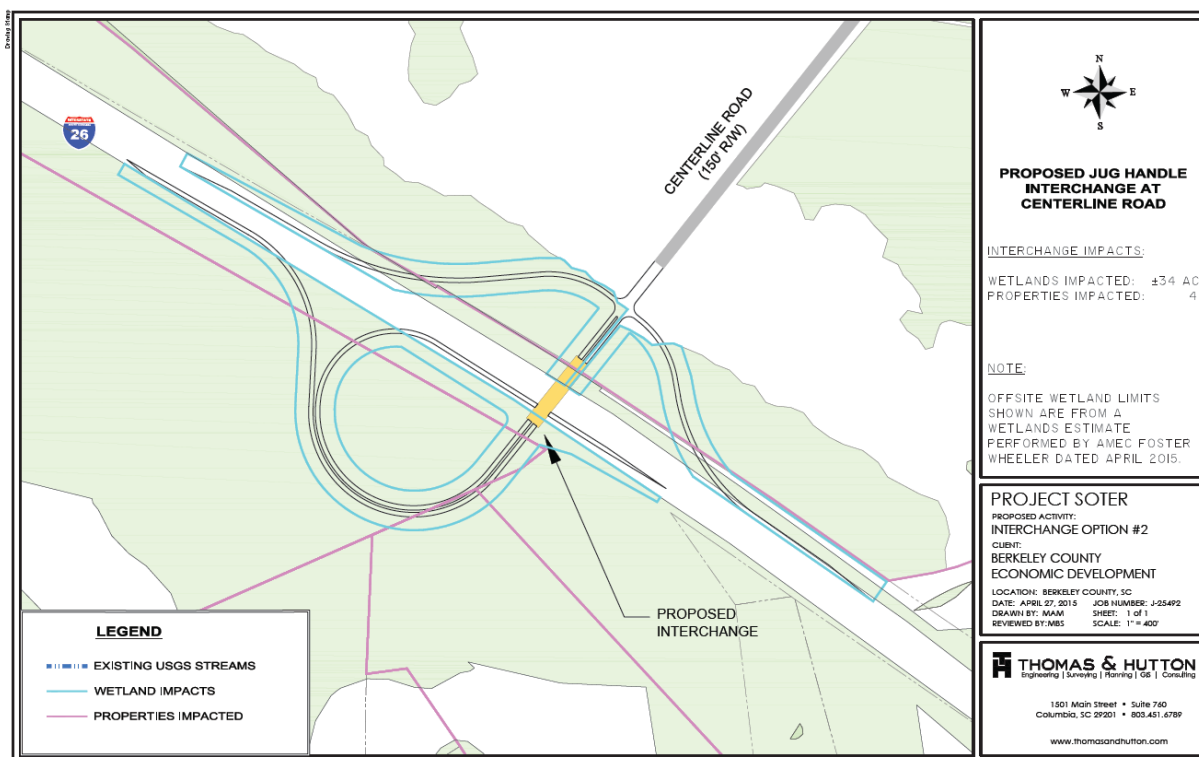 Drawing Stamp
INTERSTATE
26
CENTERLINE ROAD
(150' R/W)
PROPOSED
INTERCHANGE
LEGEND
EXISTING USGS STREAMS
WETLAND IMPACTS
PROPERTIES IMPACTED
N
W E
S
PROPOSED JUG HANDLE
INTERCHANGE AT
CENTERLINE ROAD
INTERCHANGE IMPACTS:
WETLANDS IMPACTED: ±34 AC
PROPERTIES IMPACTED: 4
NOTE:
OFFSITE WETLAND LIMITS
SHOWN ARE FROM A
WETLANDS ESTIMATE
PERFORMED BY AMEC FOSTER
WHEELER DATED APRIL 2015.
PROJECT SOTER
PROPOSED ACTIVITY:
INTERCHANGE OPTION #2
CLIENT:
BERKELEY COUNTY
ECONOMIC DEVELOPMENT
LOCATION: BERKELEY COUNTY, SC
DATE: APRIL 27, 2015 JOB NUMBER: J-25492
DRAWN BY: MAM SHEET: 1 of 1
REVIEWED BY: MBS SCALE: 1" = 400'
TH THOMAS & HUTTON
Engineering | Surveying | Planning | GIS | Consulting
1501 Main Street • Suite 760
Columbia, SC 29201 • 803.451.6789
www.thomasandhutton.com